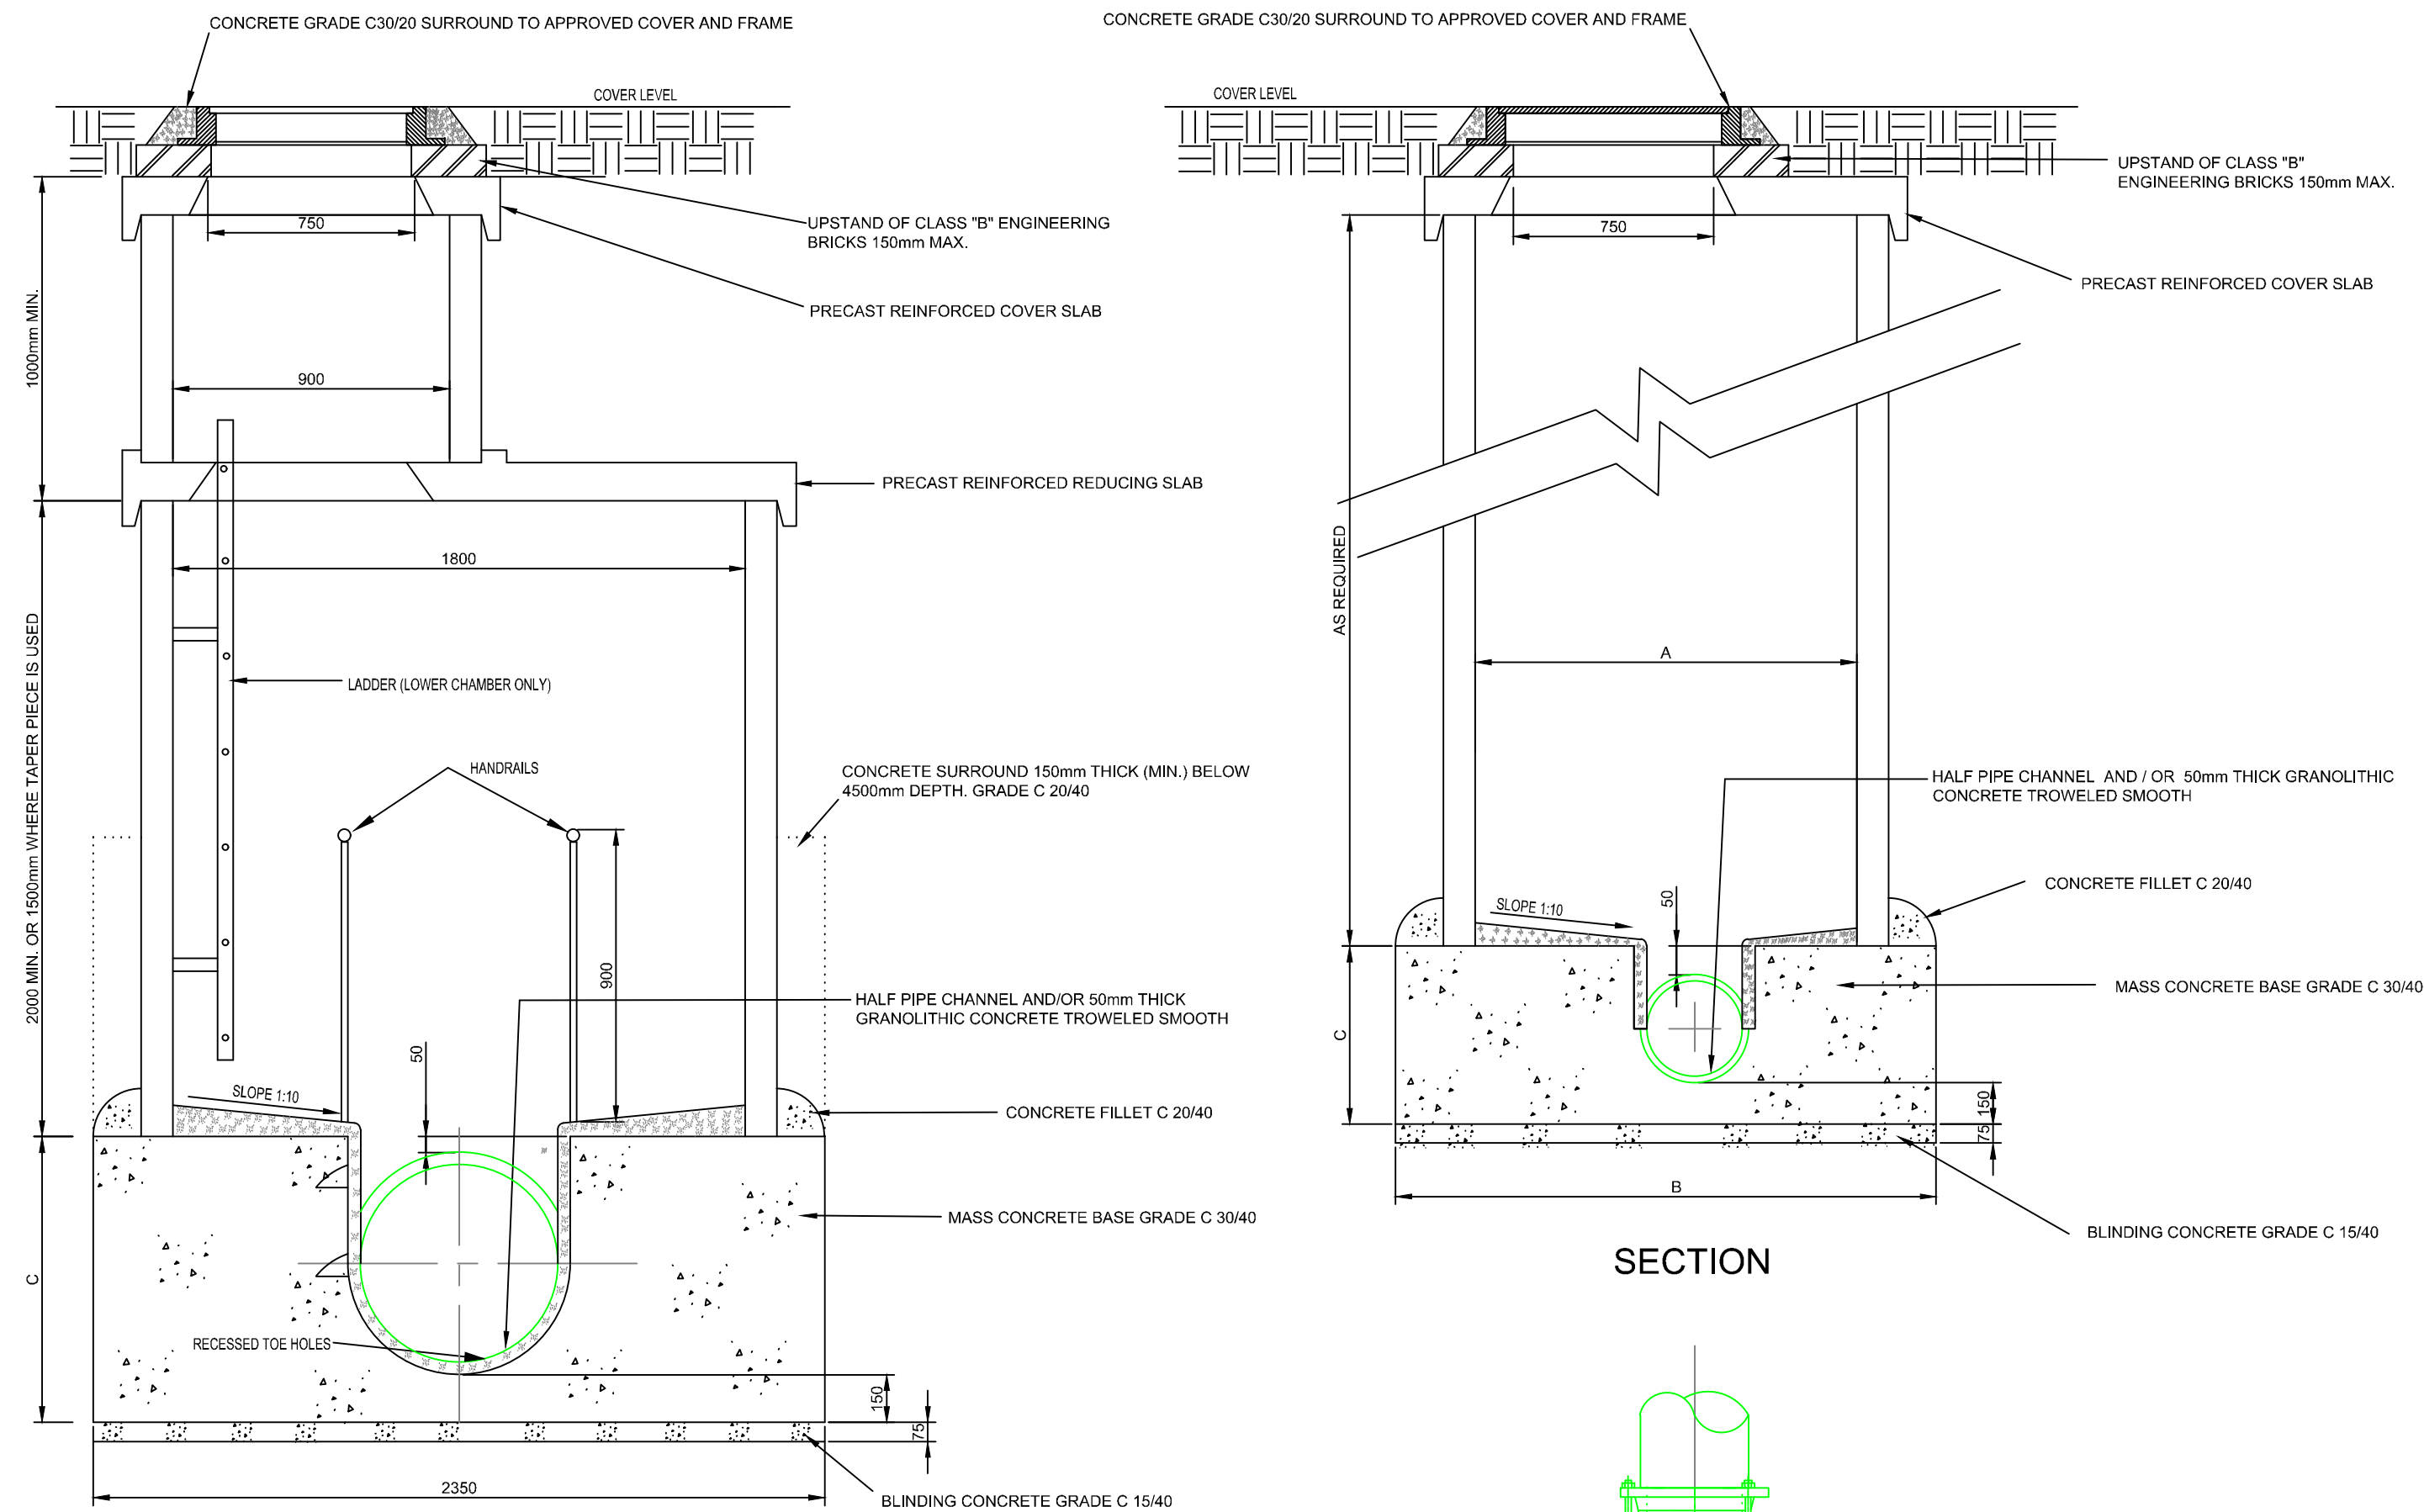 CONCRETE GRADE C30/20 SURROUND TO APPROVED COVER AND FRAME
COVER LEVEL
750
UPSTAND OF CLASS "B" ENGINEERING
BRICKS 150mm MAX.
PRECAST REINFORCED COVER SLAB
1000mm MIN.
900
PRECAST REINFORCED REDUCING SLAB
1800
2000 MIN. OR 1500mm WHERE TAPER PIECE IS USED
LADDER (LOWER CHAMBER ONLY)
HANDRAILS
CONCRETE SURROUND 150mm THICK (MIN.) BELOW
4500mm DEPTH. GRADE C 20/40
900
HALF PIPE CHANNEL AND/OR 50mm THICK
GRANOLITHIC CONCRETE TROWELED SMOOTH
50
SLOPE 1:10
CONCRETE FILLET C 20/40
MASS CONCRETE BASE GRADE C 30/40
C
RECESSED TOE HOLES
150
75
2350
BLINDING CONCRETE GRADE C 15/40
CONCRETE GRADE C30/20 SURROUND TO APPROVED COVER AND FRAME
COVER LEVEL
UPSTAND OF CLASS "B"
ENGINEERING BRICKS 150mm MAX.
750
PRECAST REINFORCED COVER SLAB
AS REQUIRED
A
HALF PIPE CHANNEL AND / OR 50mm THICK GRANOLITHIC
CONCRETE TROWELED SMOOTH
CONCRETE FILLET C 20/40
50
SLOPE 1:10
MASS CONCRETE BASE GRADE C 30/40
C
150
75
B
BLINDING CONCRETE GRADE C 15/40
SECTION